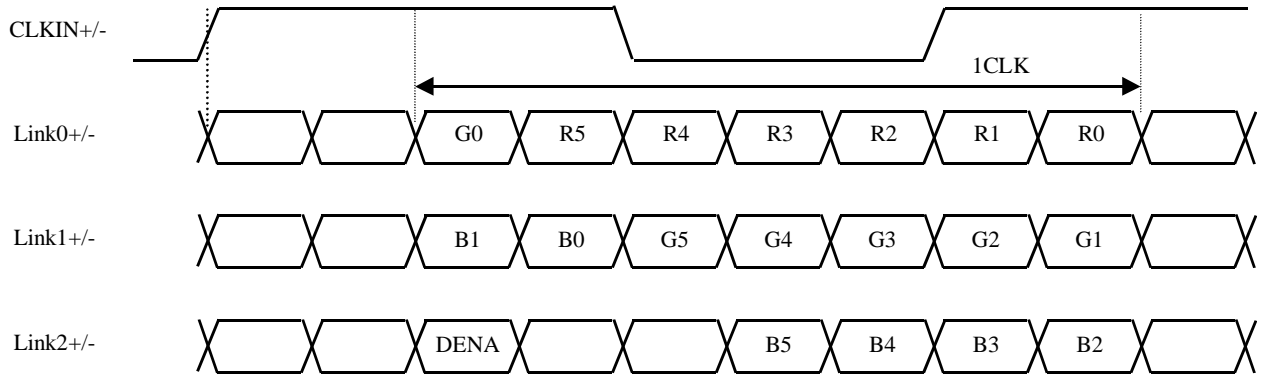 CLKIN+/-
1CLK
Link0+/- G0 R5 R4 R3 R2 R1 R0
Link1+/- B1 B0 G5 G4 G3 G2 G1
Link2+/- DENA B5 B4 B3 B2